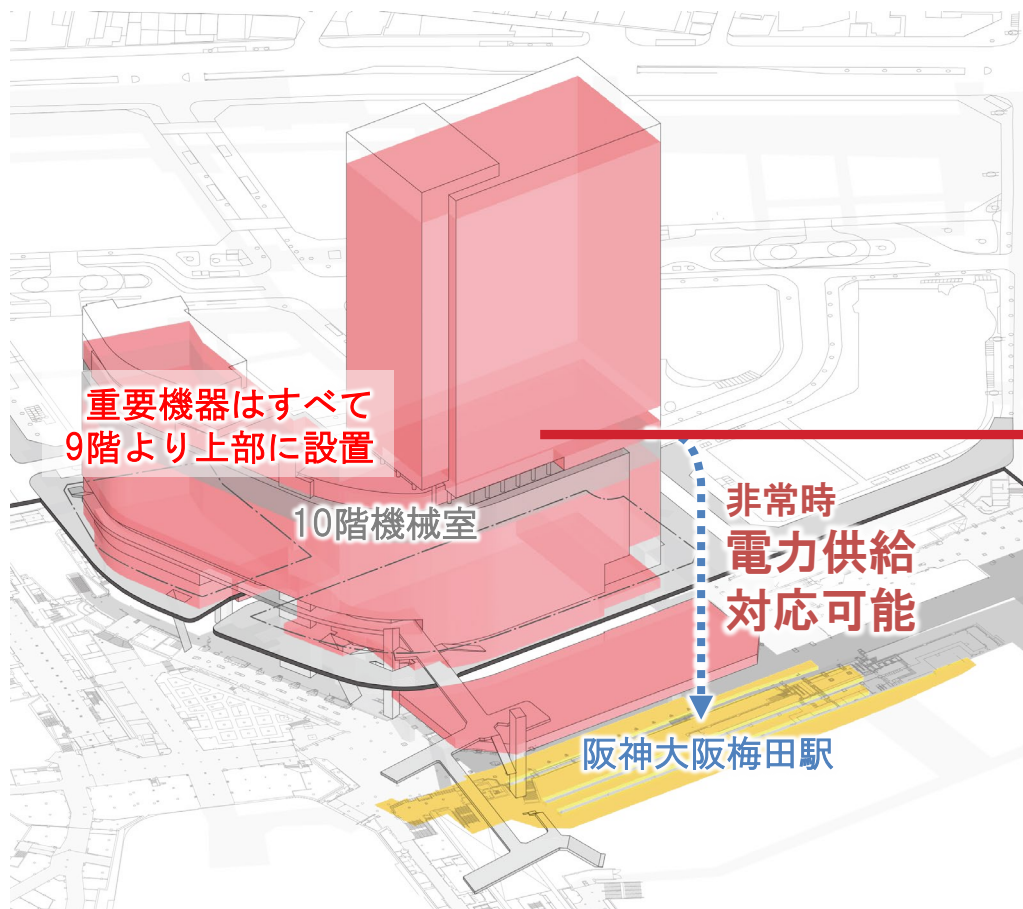 重要機器はすべて
9階より上部に設置
10階機械室
非常時
電力供給
対応可能
阪神大阪梅田駅